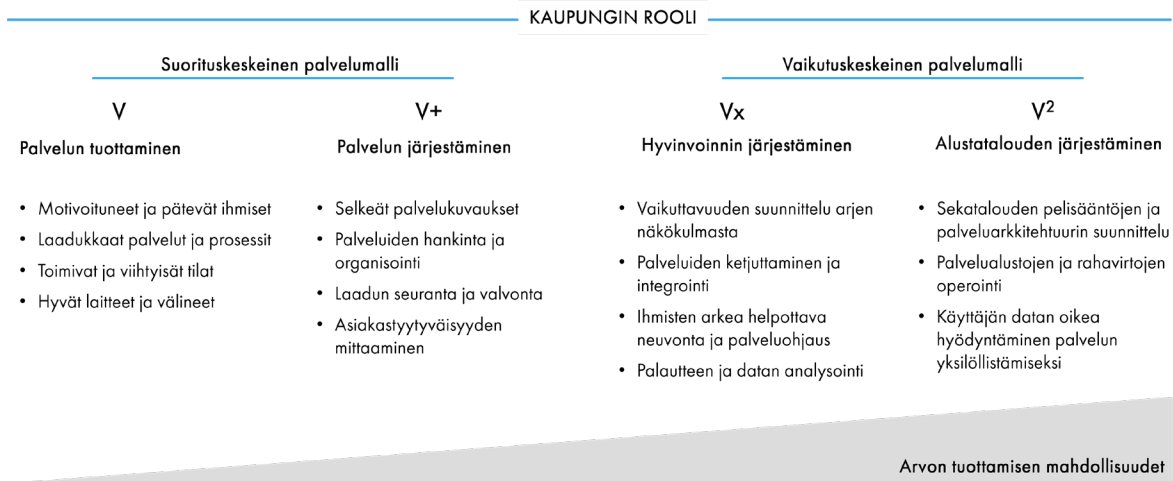 KAUPUNGIN ROOLI
Suorituskeskeinen palvelumalli
Vaikutuskeskeinen palvelumalli
V
Palvelun tuottaminen
• Motivoituneet ja pätevät ihmiset
• Laadukkaat palvelut ja prosessit
• Toimivat ja viihtyisät tilat
• Hyvät laitteet ja välineet
V+
Palvelun järjestäminen
• Selkeät palvelukuvaukset
• Palveluiden hankinta ja
organisointi
• Laadun seuranta ja valvonta
• Asiakastyytyväisyyden
mittaaminen
Vx
Hyvinvoinnin järjestäminen
• Vaikuttavuuden suunnittelu arjen
näkökulmasta
• Palveluiden ketjuttaminen ja
integrointi
• Ihmisten arkea helpottava
neuvonta ja palveluohjaus
• Palautteen ja datan analysointi
V²
Alustatalouden järjestäminen
• Sekatalouden pelisääntöjen ja
palveluarkkitehtuurin suunnittelu
• Palvelualustojen ja rahavirtojen
operointi
• Käyttäjän datan oikea
hyödyntäminen palvelun
yksilöllistämiseksi
Arvon tuottamisen mahdollisuudet